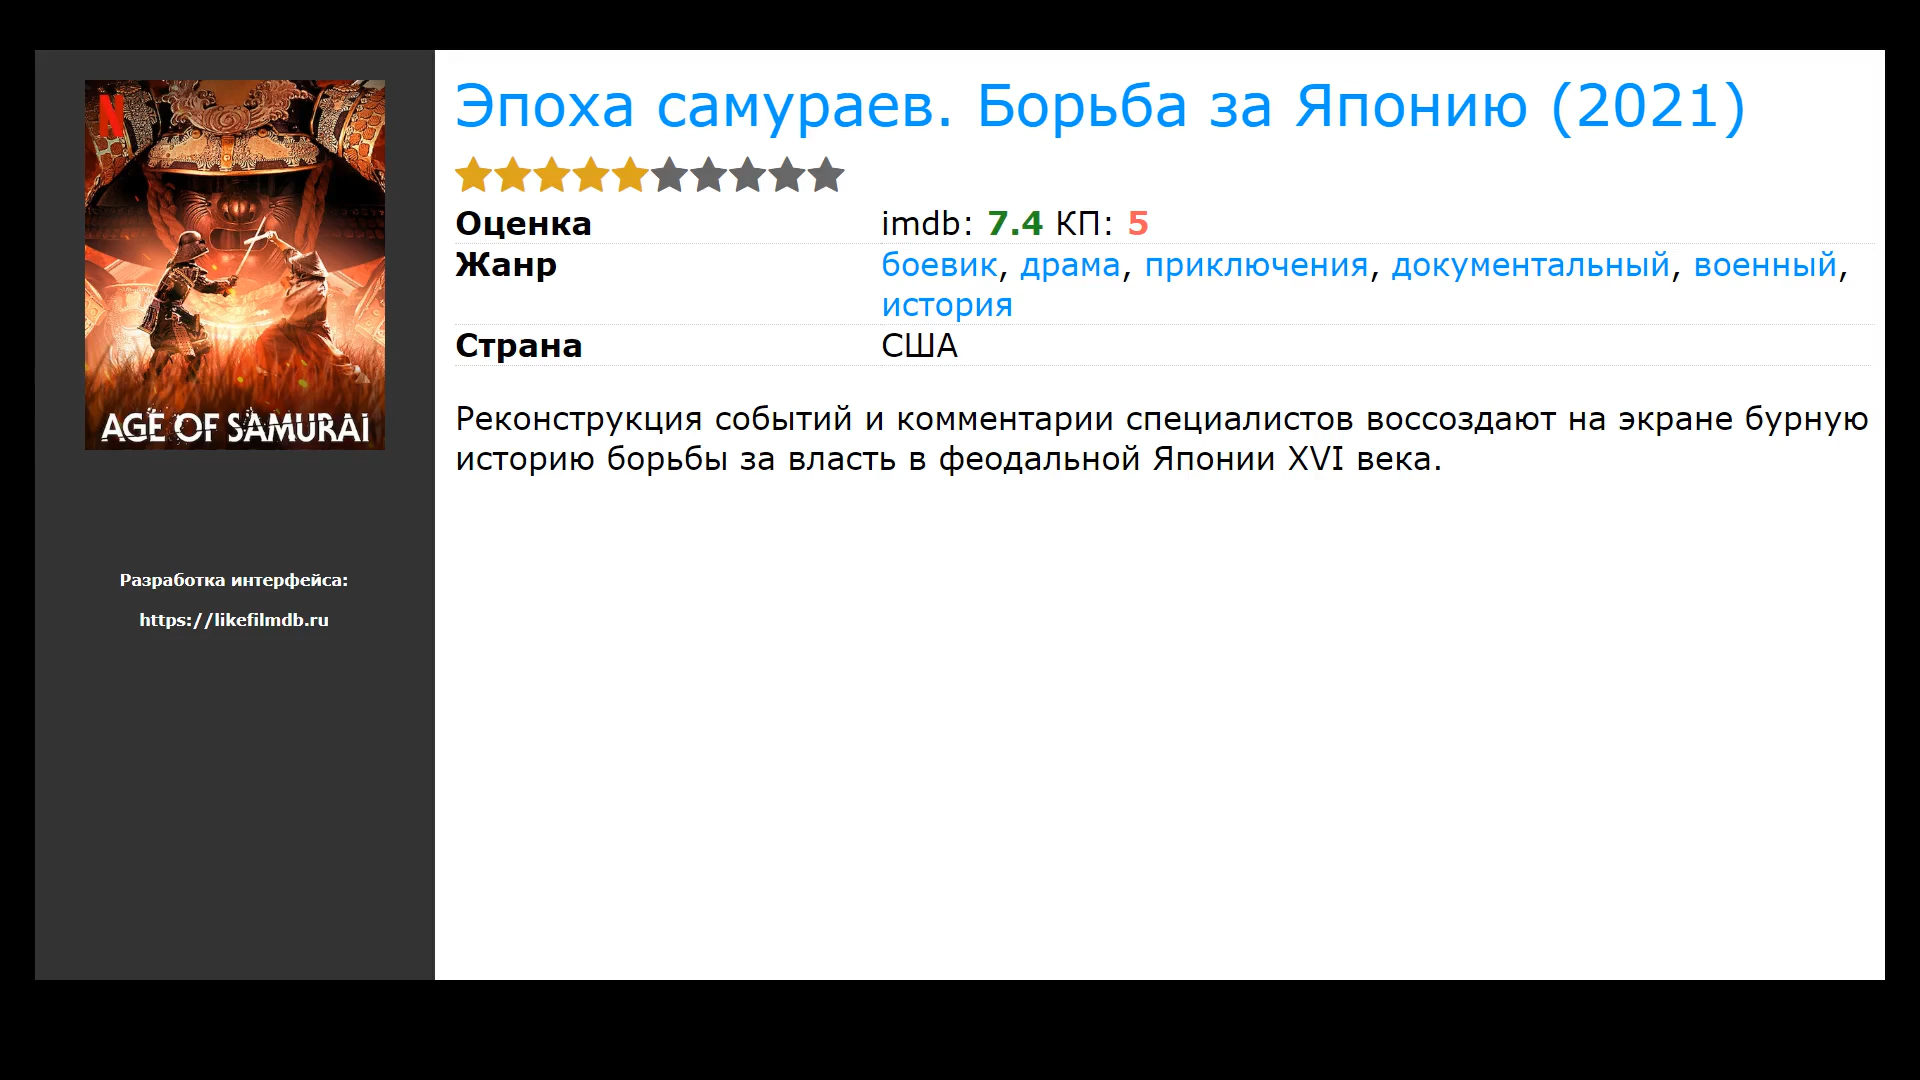 N
AGE OF SAMURAI
Разработка интерфейса:
https://likefilmdb.ru
Эпоха самураев. Борьба за Японию (2021)
Оценка imdb: 7.4 КП: 5
Жанр боевик, драма, приключения, документальный, военный,
история
Страна США
Реконструкция событий и комментарии специалистов воссоздают на экране бурную
историю борьбы за власть в феодальной Японии XVI века.